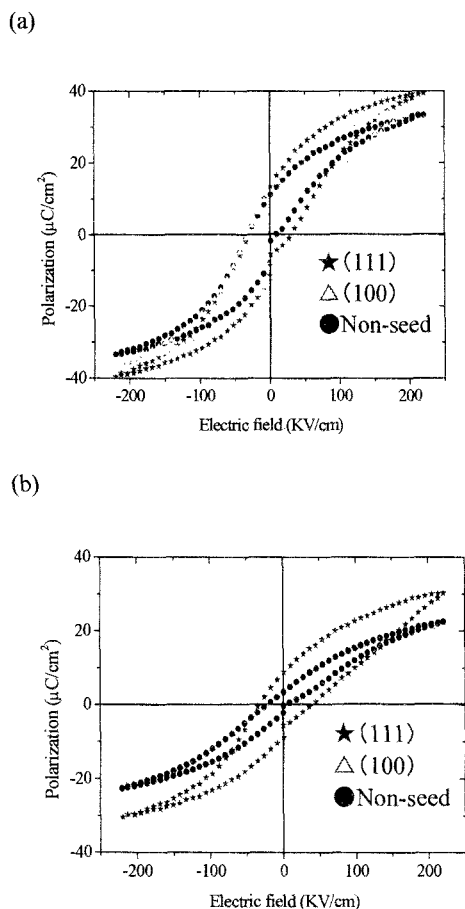 (a)
40
20
0
-20
-40
Polarization (μC/cm²)
★(111)
△(100)
●Non-seed
-200 -100 0 100 200
Electric field (KV/cm)
(b)
40
20
0
-20
-40
Polarization (μC/cm²)
★(111)
△(100)
●Non-seed
-200 -100 0 100 200
Electric field (KV/cm)